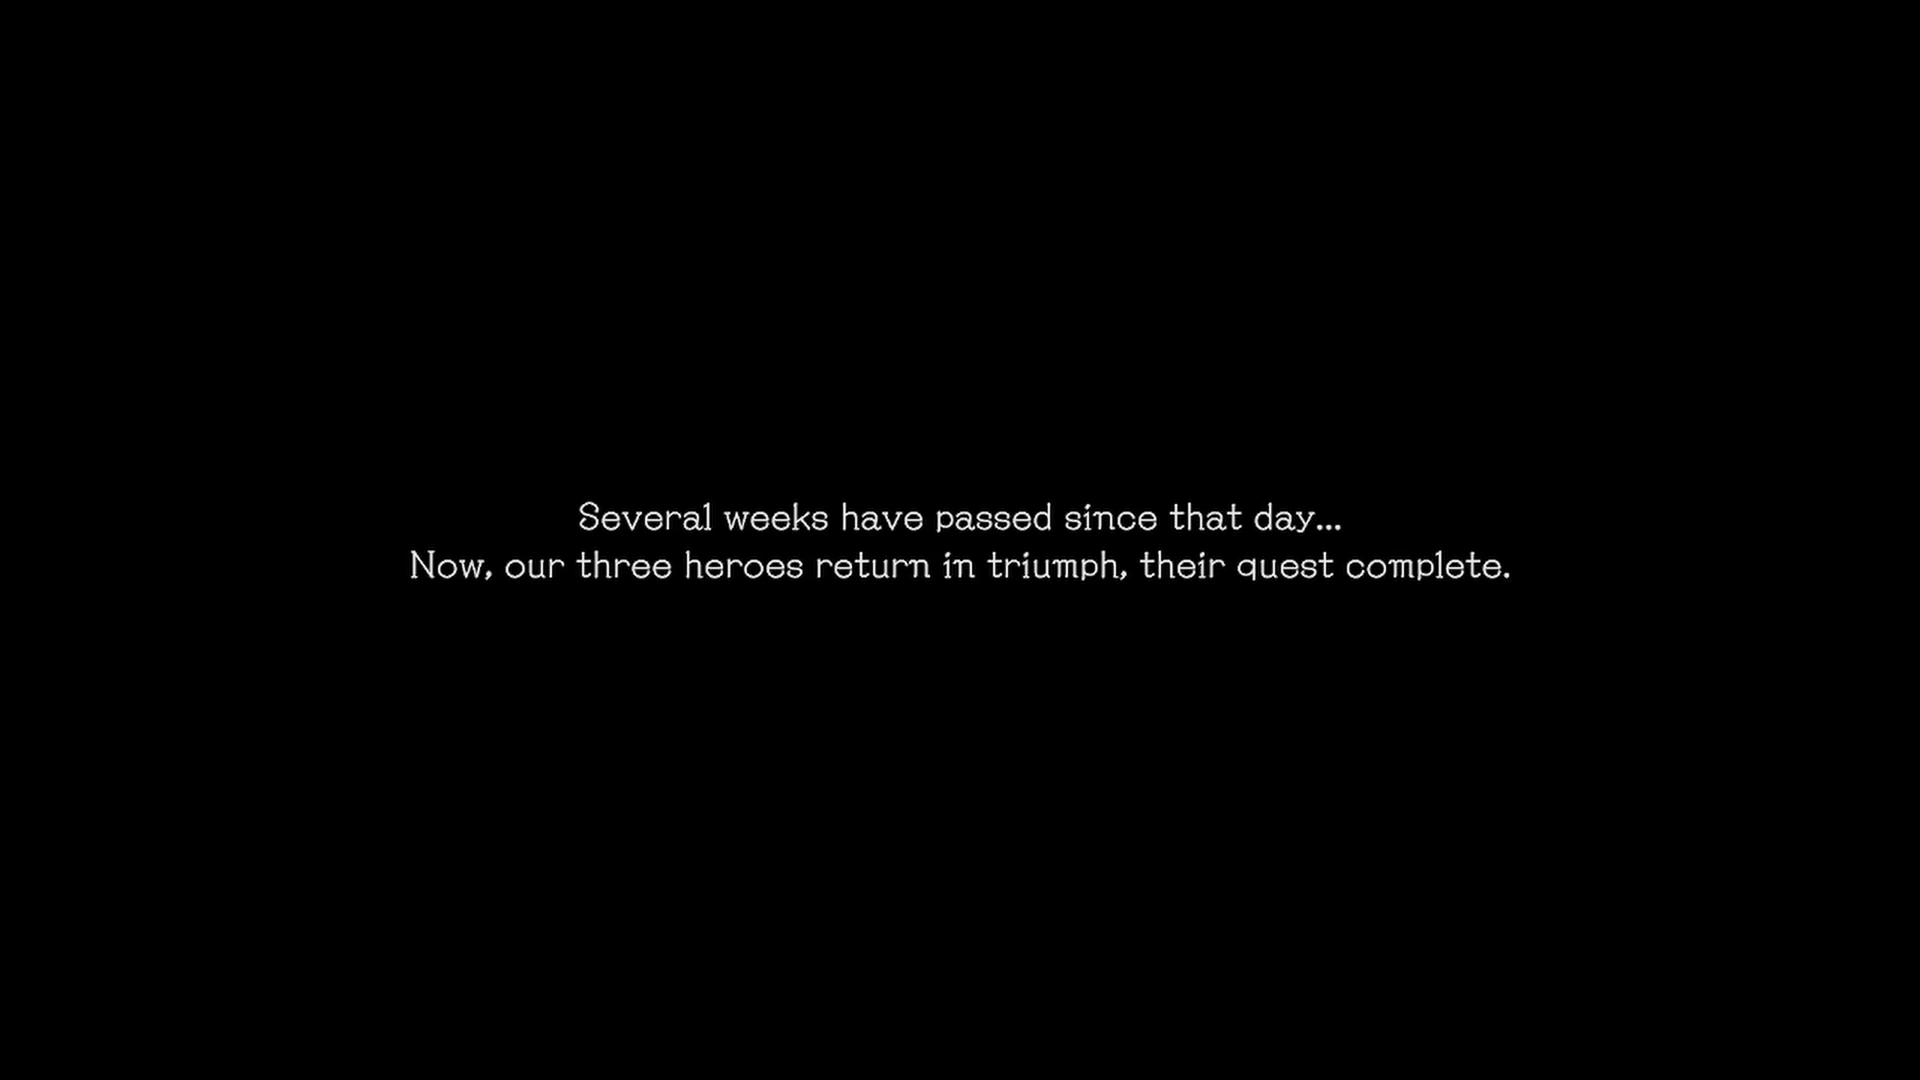 Several weeks have passed since that day...
Now, our three heroes return in triumph, their quest complete.